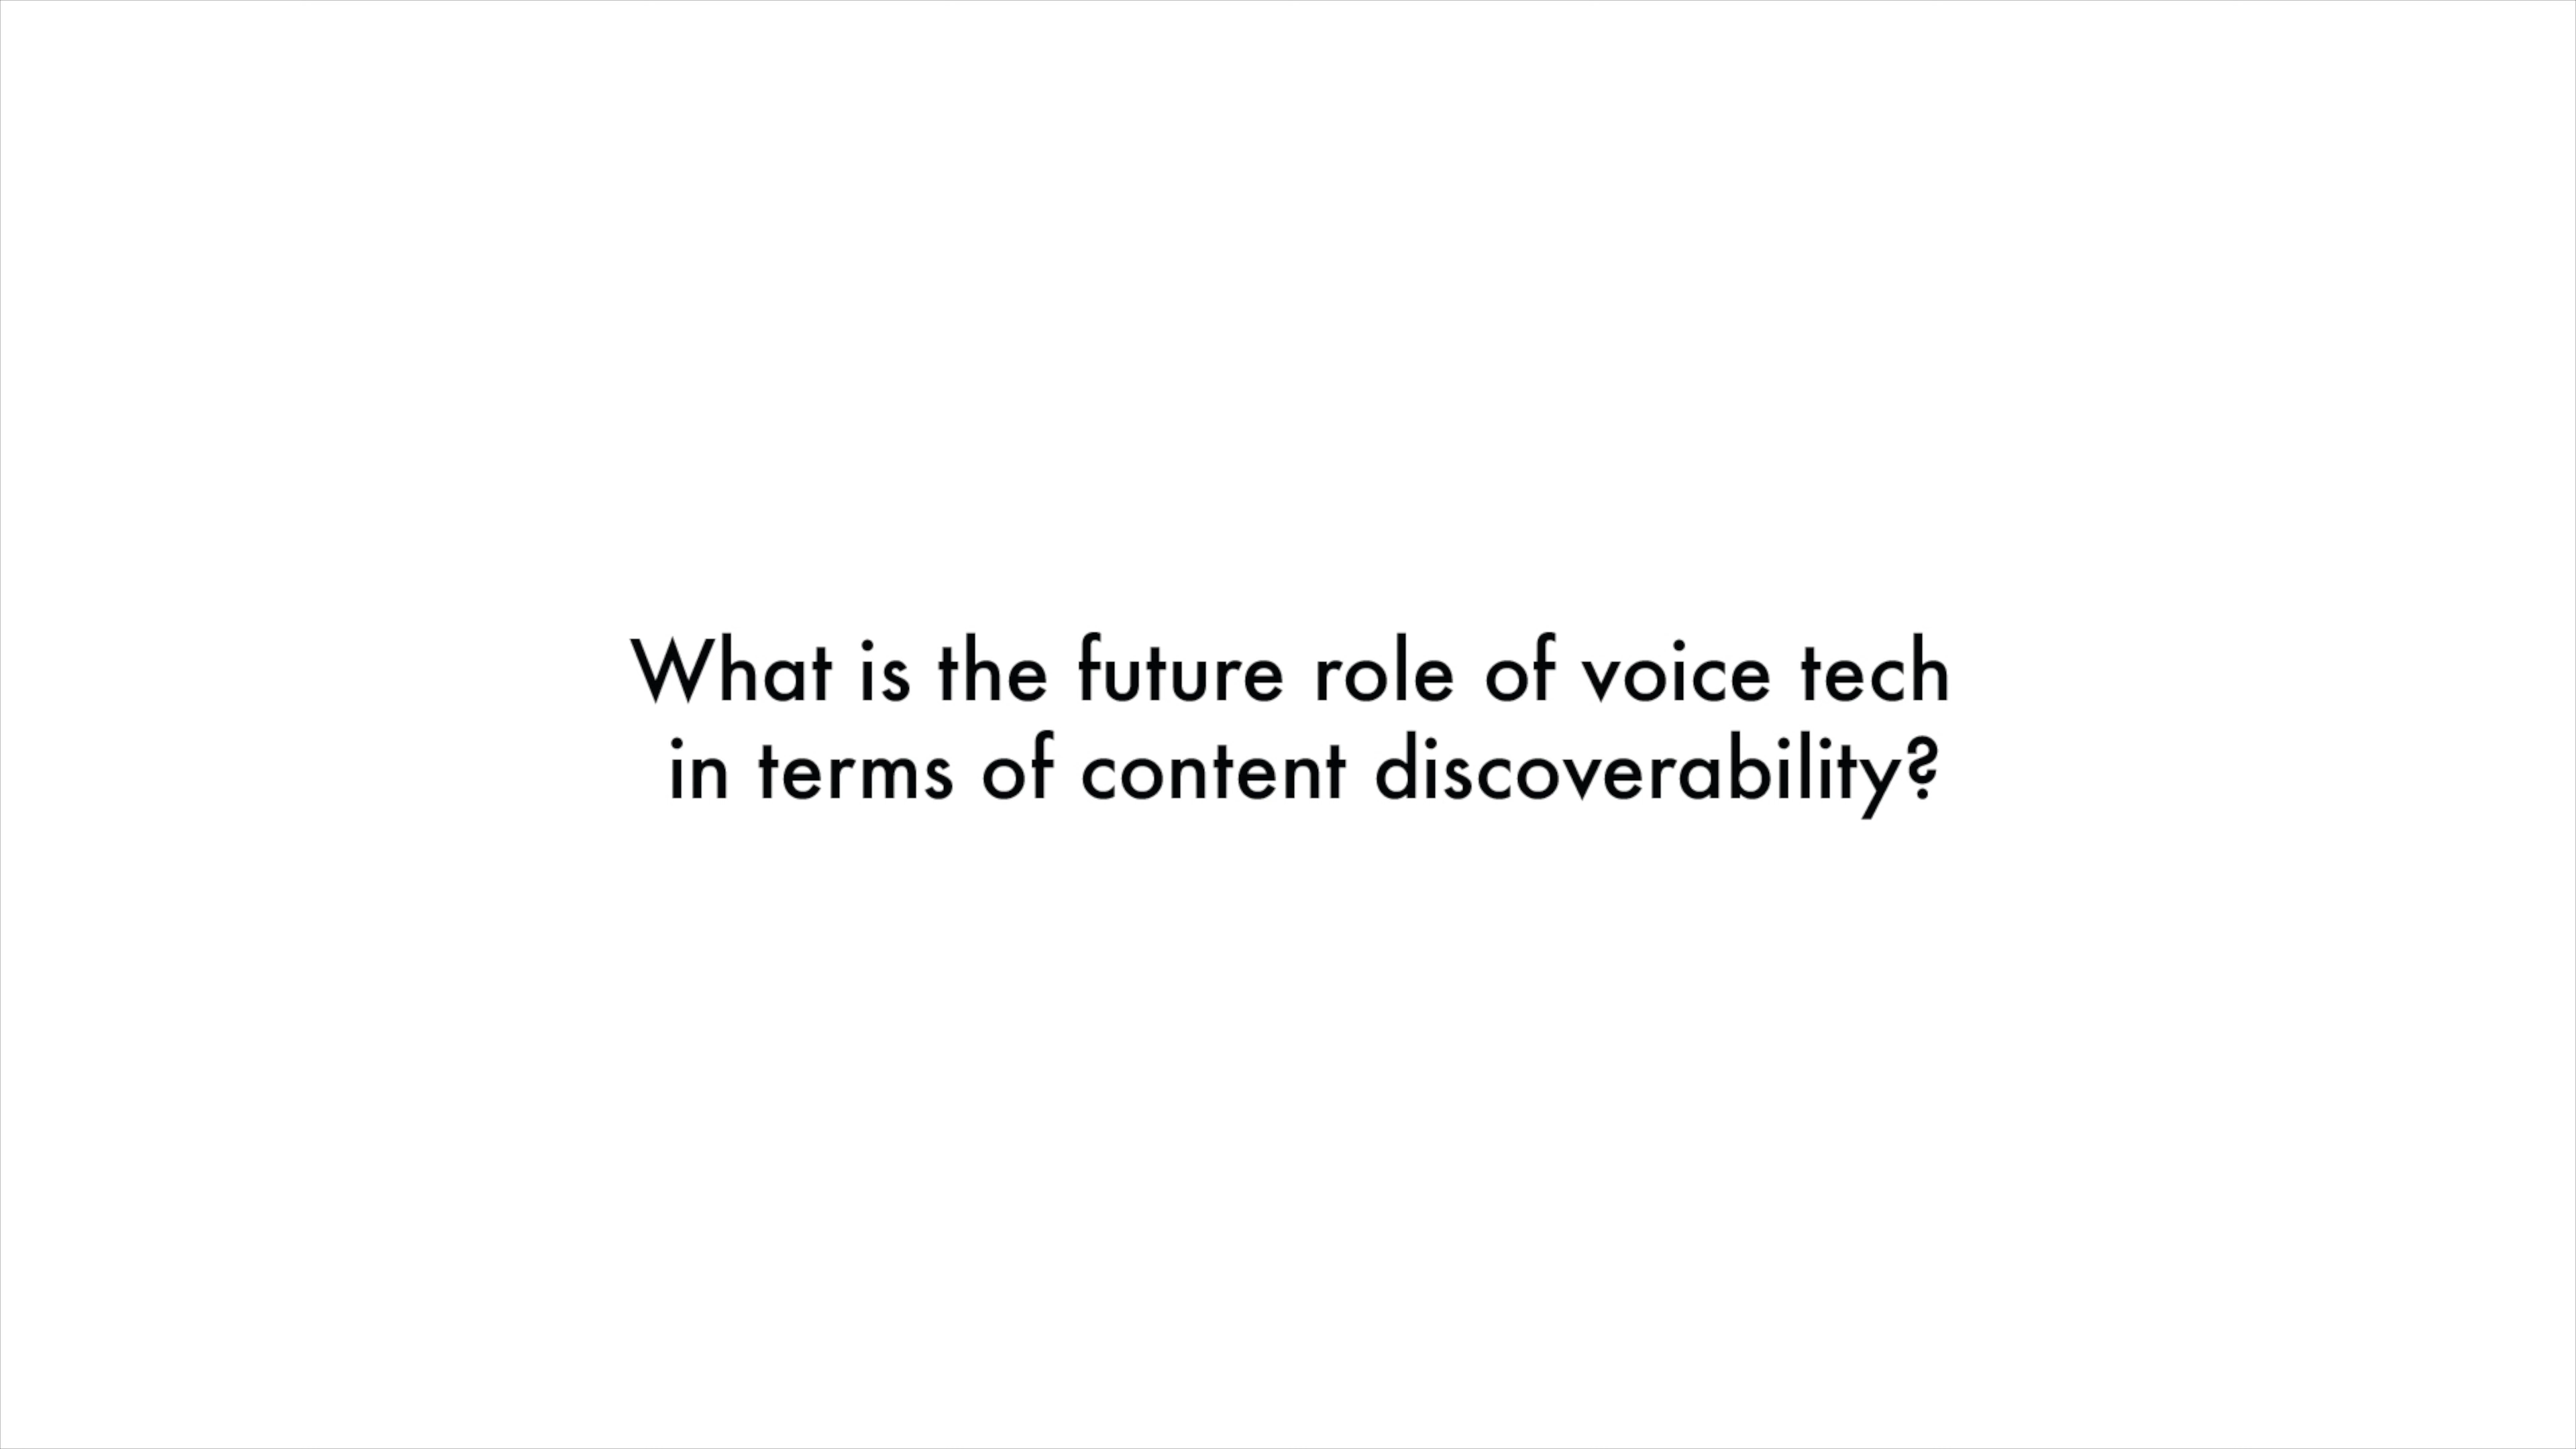 What is the future role of voice tech
in terms of content discoverability?